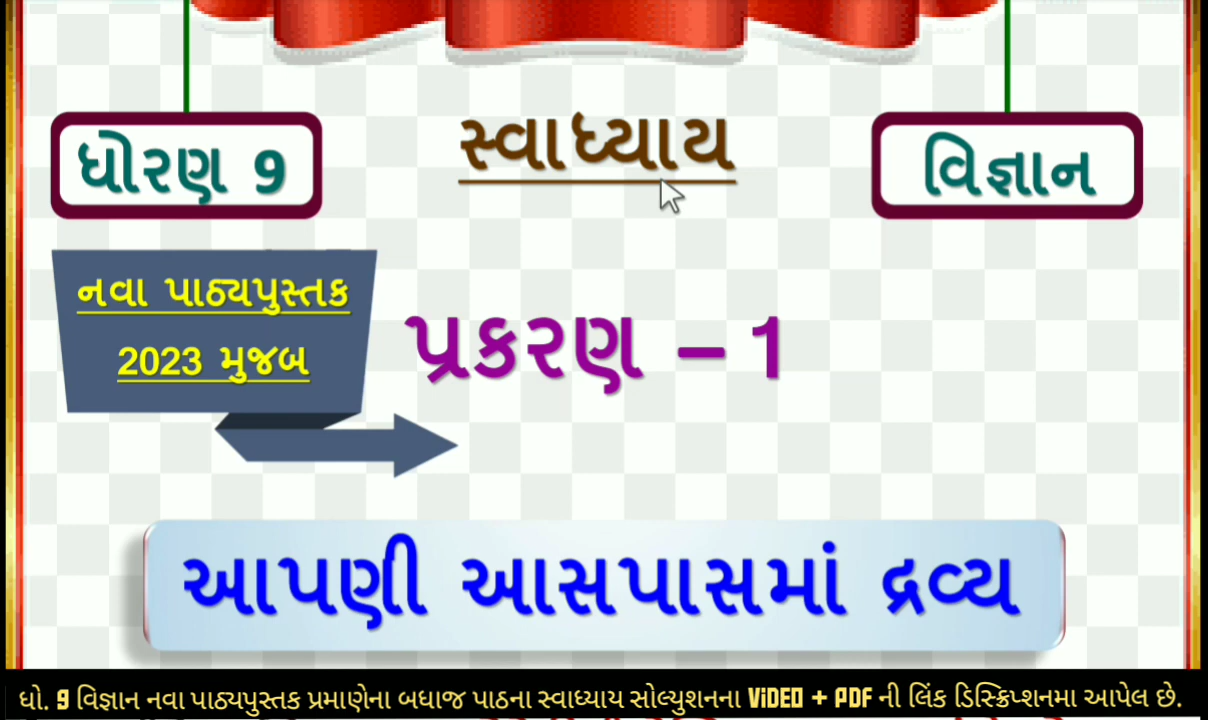 ધોરણ 9
સ્વાધ્યાય
વિજ્ઞાન
નવા પાઠ્યપુસ્તક
2023 મુજબ
પ્રકરણ – 1
આપણી આસપાસમાં દ્રવ્ય
ધો. 9 વિજ્ઞાન નવા પાઠ્યપુસ્તક પ્રમાણેના બધાજ પાઠના સ્વાધ્યાય સોલ્યુશનના ViDEO + PDF ની લિંક ડિસ્ક્રિપ્શનમા આપેલ છે.